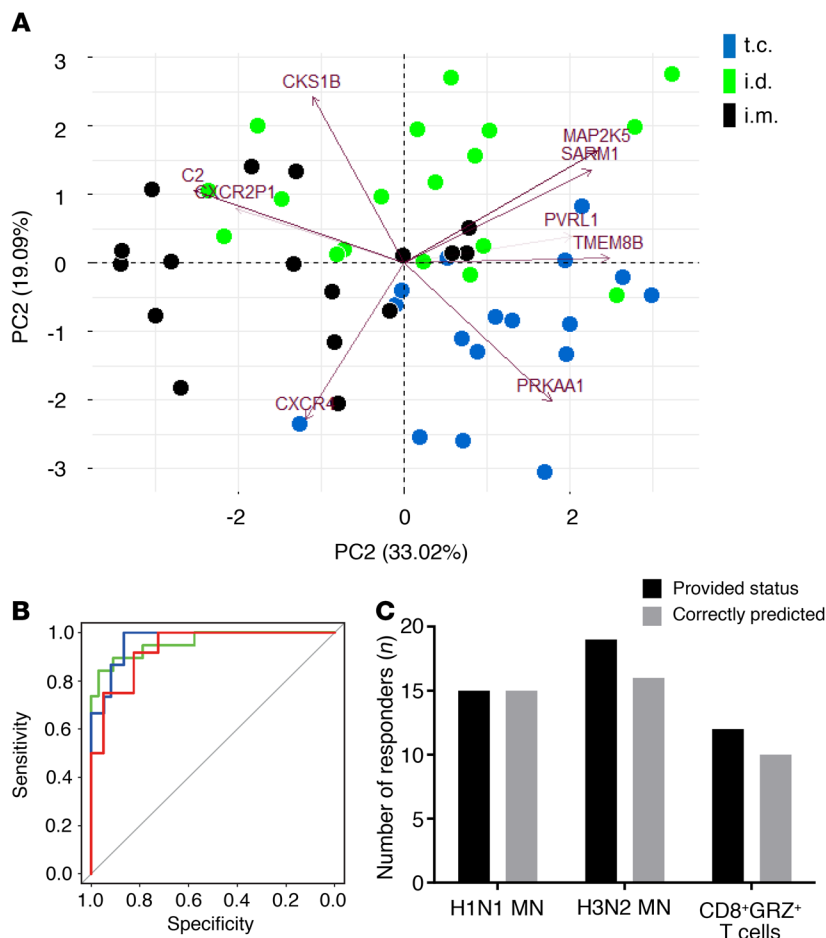 A
t.c.
i.d.
i.m.
3
2
1
0
-1
-2
-3
PC2 (19.09%)
CKS1B
MAP2K5
SARM1
C2
CXCR2P1
PVRL1
TMEM8B
PRKAA1
CXCR4
-2 0 2
PC2 (33.02%)
B
1.0
0.8
0.6
0.4
0.2
0.0
Sensitivity
1.0 0.8 0.6 0.4 0.2 0.0
Specificity
C
Provided status
Correctly predicted
20
15
10
5
0
Number of responders (n)
H1N1 MN H3N2 MN CD8⁺GRZ⁺
T cells